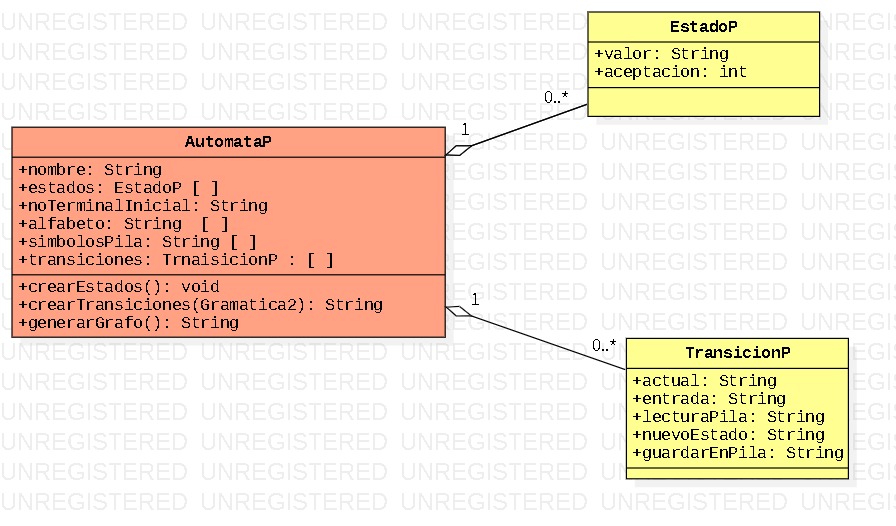 EstadoP
+valor: String
+aceptacion: int
0..*
1
AutomataP
+nombre: String
+estados: EstadoP [ ]
+noTerminalInicial: String
+alfabeto: String  [ ]
+simbolosPila: String [ ]
+transiciones: TrnaisicionP : [ ]
+crearEstados(): void
+crearTransiciones(Gramatica2): String
+generarGrafo(): String
1
0..*
TransicionP
+actual: String
+entrada: String
+lecturaPila: String
+nuevoEstado: String
+guardarEnPila: String
UNREGISTERED